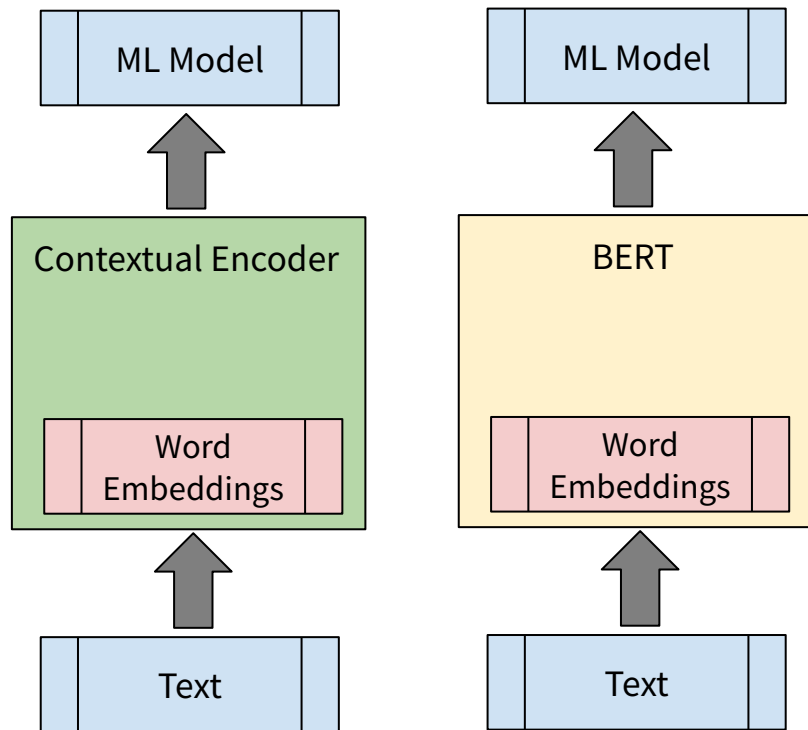 ML Model
Contextual Encoder
Word
Embeddings
Text
ML Model
BERT
Word
Embeddings
Text